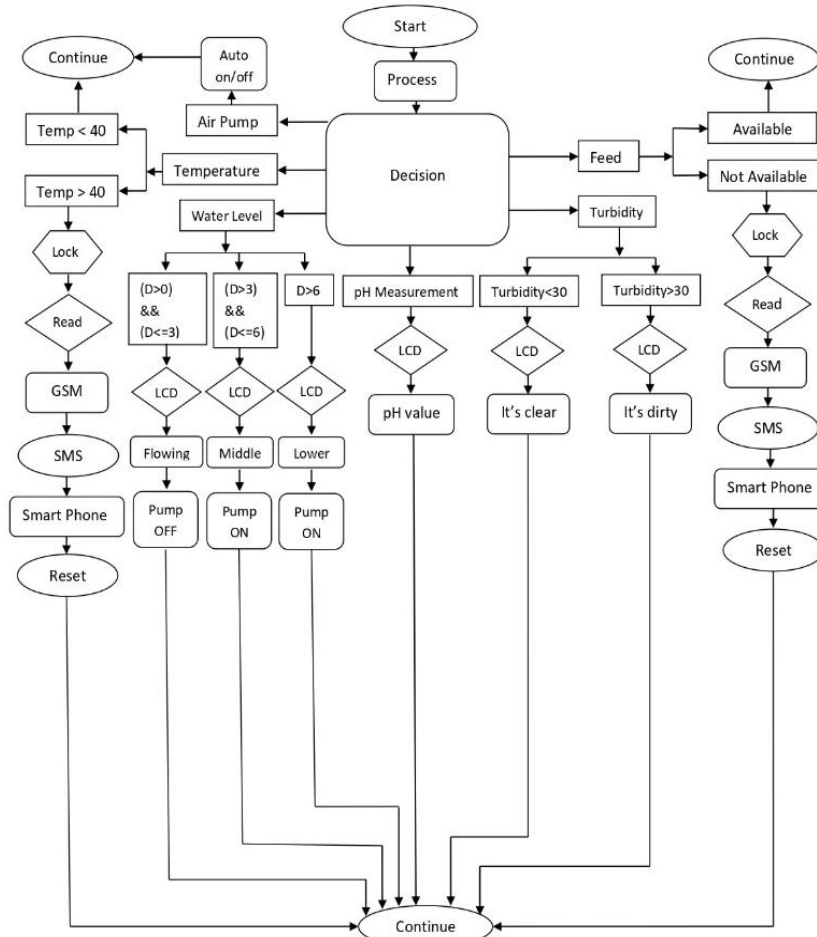 Start
Process
Decision
Continue
Auto
on/off
Air Pump
Temp < 40
Temperature
Temp > 40
Lock
Read
GSM
SMS
Smart Phone
Reset
Water Level
(D>0)
&&
(D<=3)
(D>3)
&&
(D<=6)
D>6
LCD
LCD
LCD
Flowing
Middle
Lower
Pump
OFF
Pump
ON
Pump
ON
pH Measurement
LCD
pH value
Turbidity
Turbidity<30
Turbidity>30
LCD
LCD
It's clear
It's dirty
Feed
Continue
Available
Not Available
Lock
Read
GSM
SMS
Smart Phone
Reset
Continue